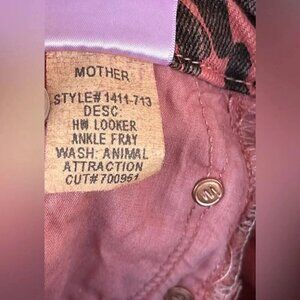 MOTHER
STYLE# 1411-713
DESC:
HW LOOKER
ANKLE FRAY
WASH: ANIMAL
ATTRACTION
CUT# 700951